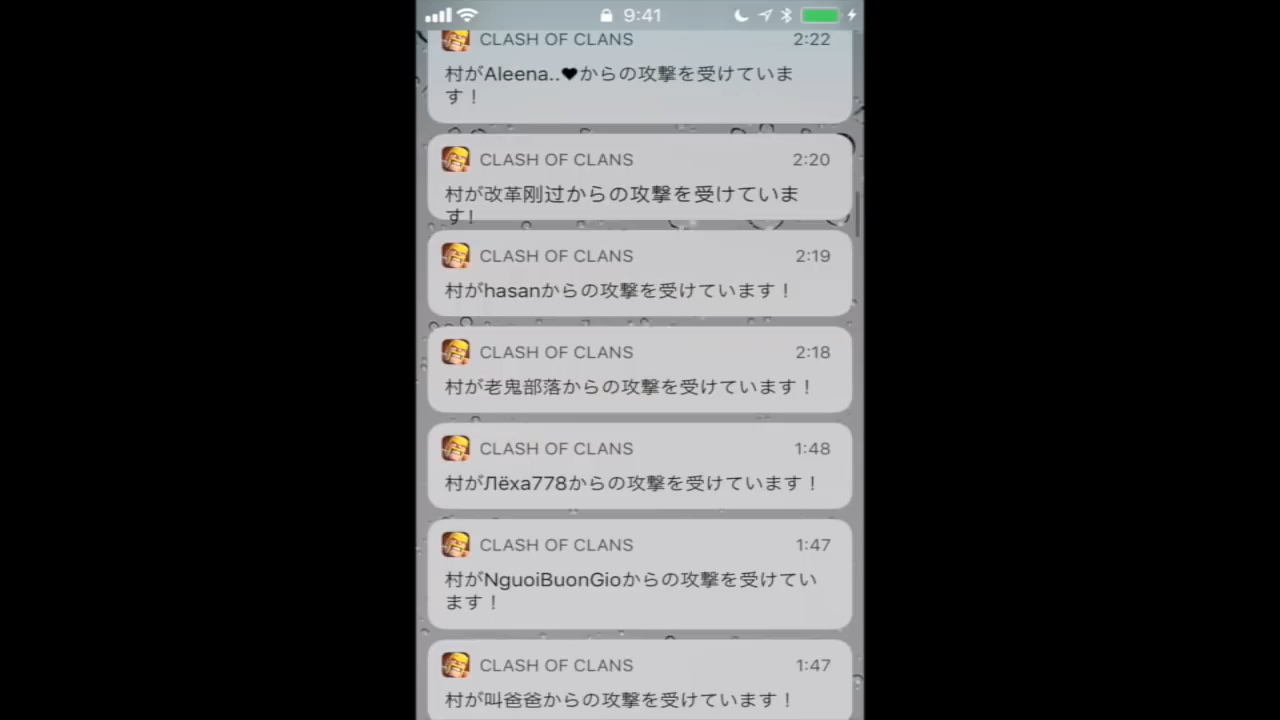 9:41
CLASH OF CLANS 2:22
村がAleena..❤からの攻撃を受けていま
す！
CLASH OF CLANS 2:20
村が改革刚过からの攻撃を受けていま
す！
CLASH OF CLANS 2:19
村がhasanからの攻撃を受けています！
CLASH OF CLANS 2:18
村が老鬼部落からの攻撃を受けています！
CLASH OF CLANS 1:48
村がЛёха778からの攻撃を受けています！
CLASH OF CLANS 1:47
村がNguoiBuonGioからの攻撃を受けてい
ます！
CLASH OF CLANS 1:47
村が叫爸爸からの攻撃を受けています！